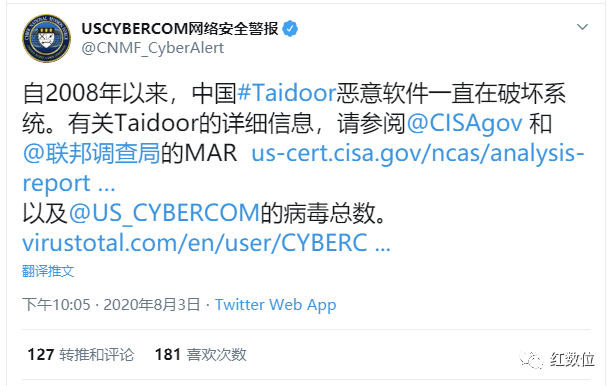 USCYBERCOM网络安全警报
@CNMF_CyberAlert
自2008年以来，中国#Taidoor恶意软件一直在破坏系
统。有关Taidoor的详细信息，请参阅@CISAgov 和
@联邦调查局的MAR us-cert.cisa.gov/ncas/analysis-
report ...
以及@US_CYBERCOM的病毒总数。
virustotal.com/en/user/CYBERC ...
翻译推文
下午10:05 · 2020年8月3日 · Twitter Web App
127 转推和评论 181 喜欢次数
红数位